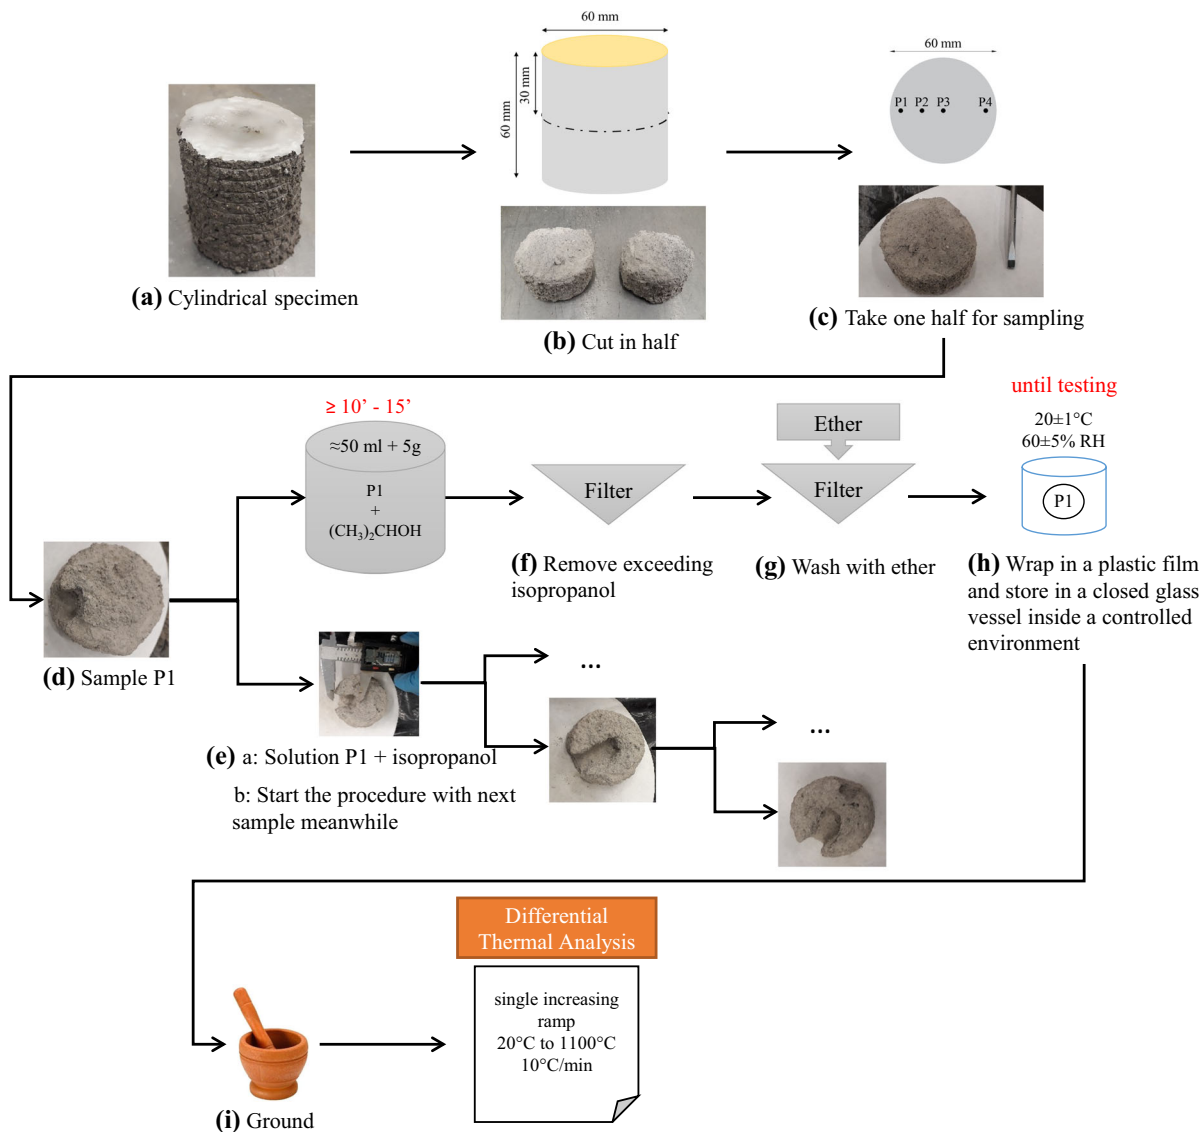 60 mm
30 mm
60 mm
60 mm
P1 P2 P3 P4
(a) Cylindrical specimen
(b) Cut in half
(c) Take one half for sampling
≥ 10’ - 15’
≈50 ml + 5g
P1
+
(CH₃)₂CHOH
Filter
Ether
Filter
until testing
20±1°C
60±5% RH
P1
(d) Sample P1
(f) Remove exceeding
isopropanol
(g) Wash with ether
(h) Wrap in a plastic film
and store in a closed glass
vessel inside a controlled
environment
(e) a: Solution P1 + isopropanol
b: Start the procedure with next
sample meanwhile
...
...
Differential
Thermal Analysis
single increasing
ramp
20°C to 1100°C
10°C/min
(i) Ground